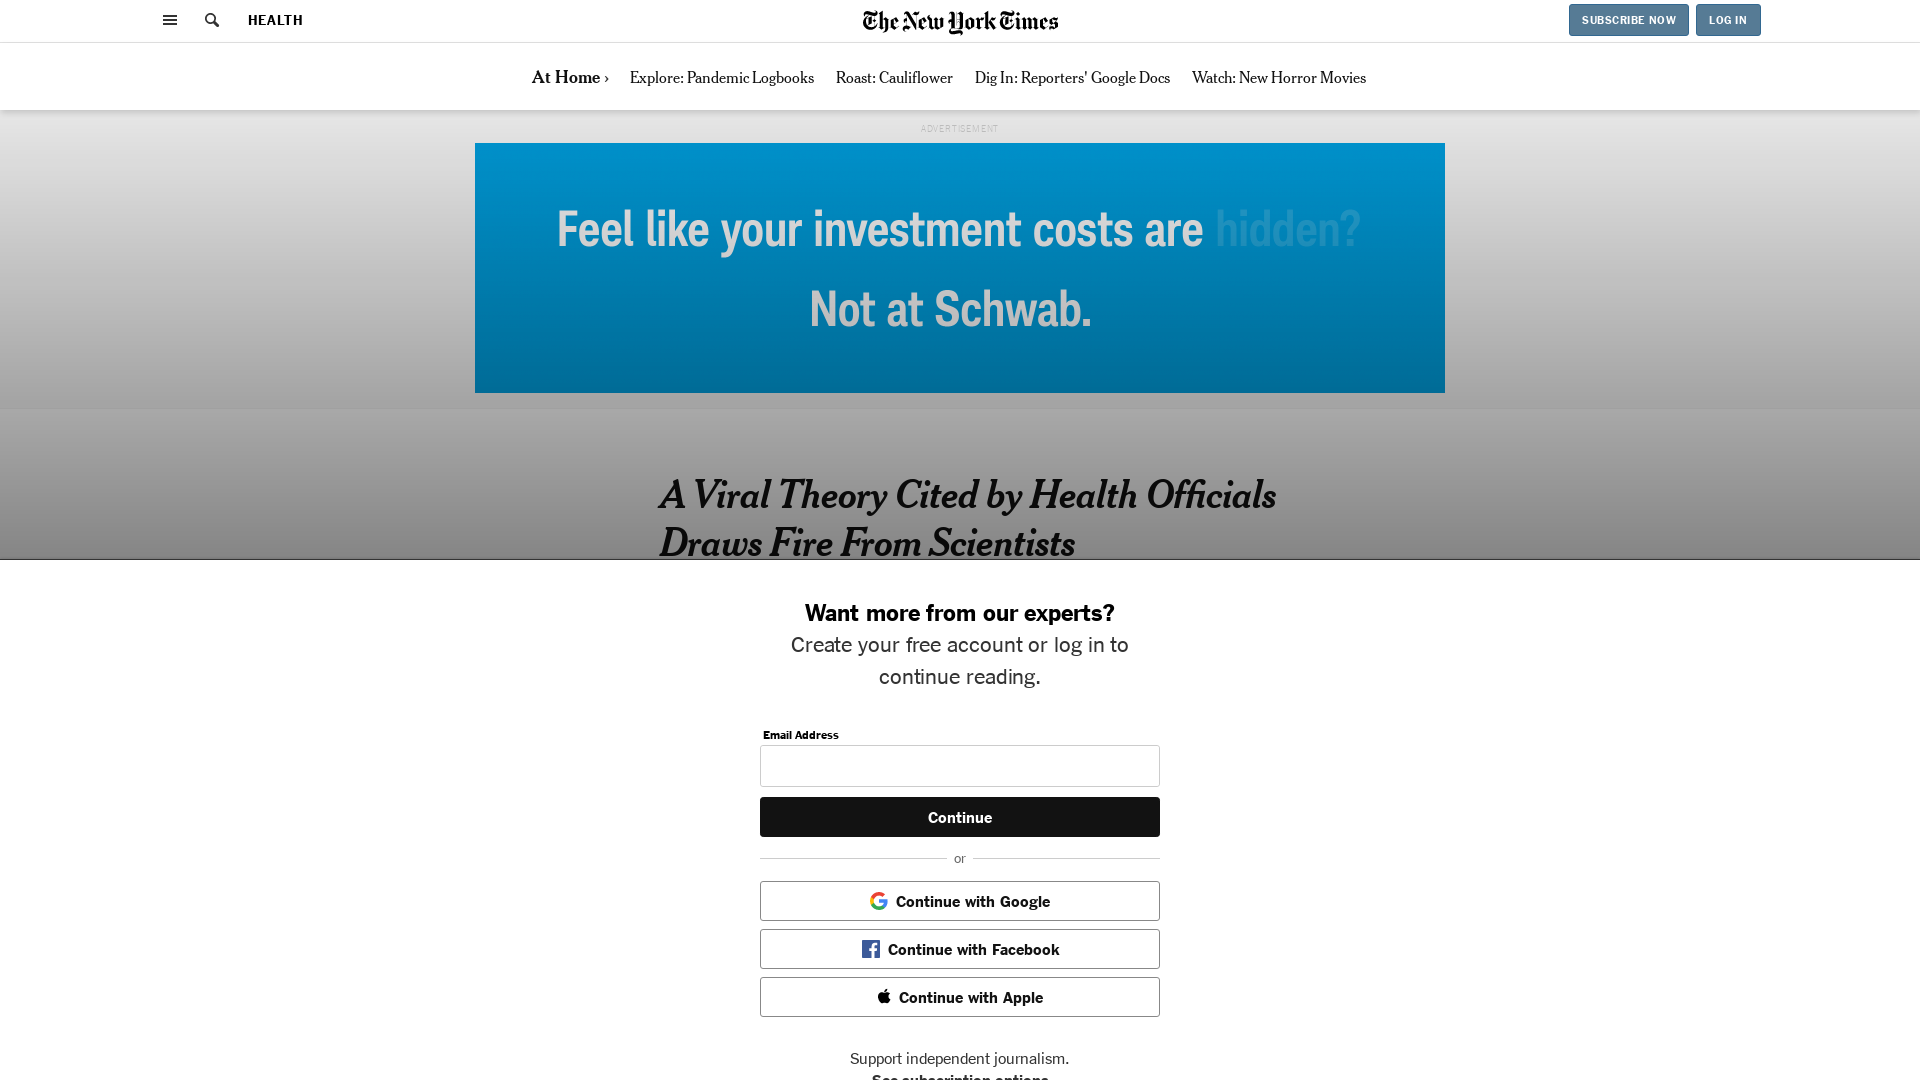 HEALTH
The New York Times
SUBSCRIBE NOW
LOG IN
At Home ›
Explore: Pandemic Logbooks
Roast: Cauliflower
Dig In: Reporters' Google Docs
Watch: New Horror Movies
ADVERTISEMENT
Feel like your investment costs are hidden?
Not at Schwab.
A Viral Theory Cited by Health Officials
Draws Fire From Scientists
Want more from our experts?
Create your free account or log in to
continue reading.
Email Address
Continue
or
Continue with Google
Continue with Facebook
Continue with Apple
Support independent journalism.
See subscription options